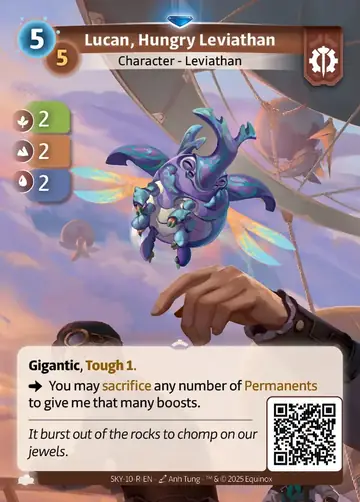 5
Lucan, Hungry Leviathan
5
Character - Leviathan
2
2
2
Gigantic, Tough 1.
You may sacrifice any number of Permanents
to give me that many boosts.
It burst out of the rocks to chomp on our
jewels.
SKY-10-R-EN - Anh Tung - ™ & © 2025 Equinox